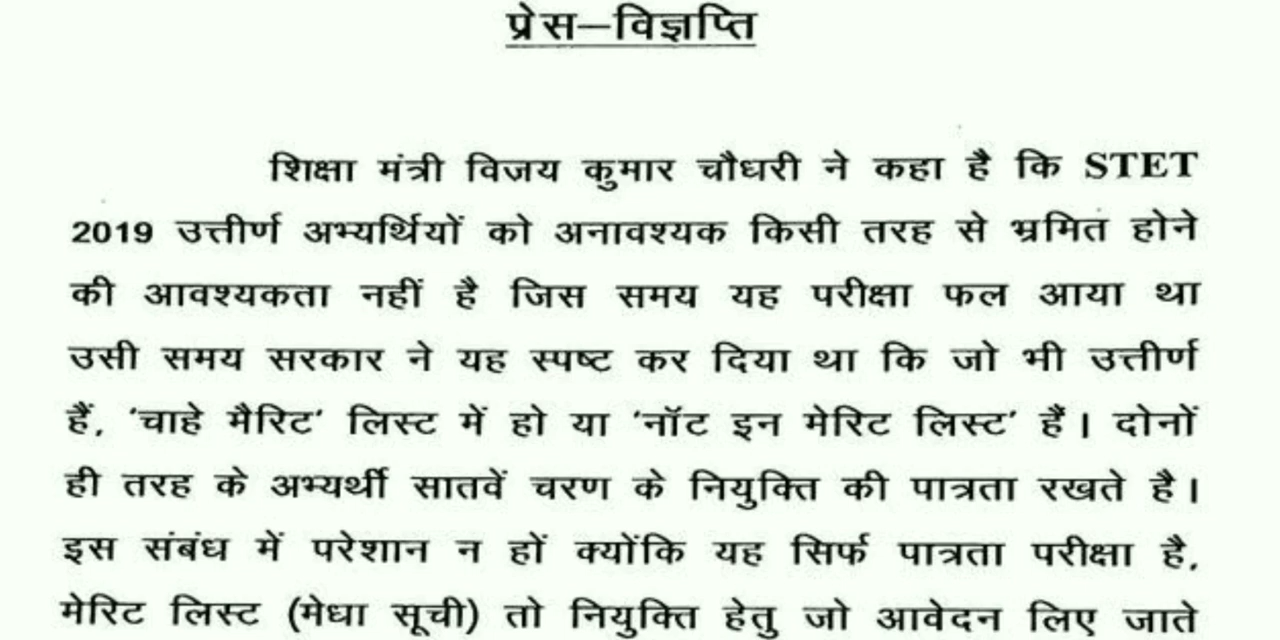 प्रेस–विज्ञप्ति
शिक्षा मंत्री विजय कुमार चौधरी ने कहा है कि STET
2019 उत्तीर्ण अभ्यर्थियों को अनावश्यक किसी तरह से भ्रमित होने
की आवश्यकता नहीं है जिस समय यह परीक्षा फल आया था
उसी समय सरकार ने यह स्पष्ट कर दिया था कि जो भी उत्तीर्ण
हैं, 'चाहे मैरिट' लिस्ट में हो या 'नॉट इन मेरिट लिस्ट' हैं। दोनों
ही तरह के अभ्यर्थी सातवें चरण के नियुक्ति की पात्रता रखते है।
इस संबंध में परेशान न हों क्योंकि यह सिर्फ पात्रता परीक्षा है,
मेरिट लिस्ट (मेधा सूची) तो नियुक्ति हेतु जो आवेदन लिए जाते